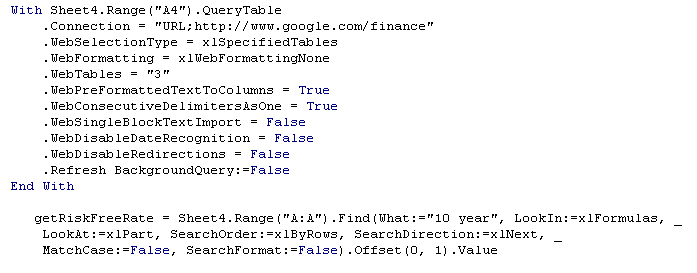 With Sheet4.Range("A4").QueryTable
.Connection = "URL;http://www.google.com/finance"
.WebSelectionType = xlSpecifiedTables
.WebFormatting = xlWebFormattingNone
.WebTables = "3"
.WebPreFormattedTextToColumns = True
.WebConsecutiveDelimitersAsOne = True
.WebSingleBlockTextImport = False
.WebDisableDateRecognition = False
.WebDisableRedirections = False
.Refresh BackgroundQuery:=False
End With
getRiskFreeRate = Sheet4.Range("A:A").Find(What:="10 year", LookIn:=xlFormulas, _
LookAt:=xlPart, SearchOrder:=xlByRows, SearchDirection:=xlNext, _
MatchCase:=False, SearchFormat:=False).Offset(0, 1).Value